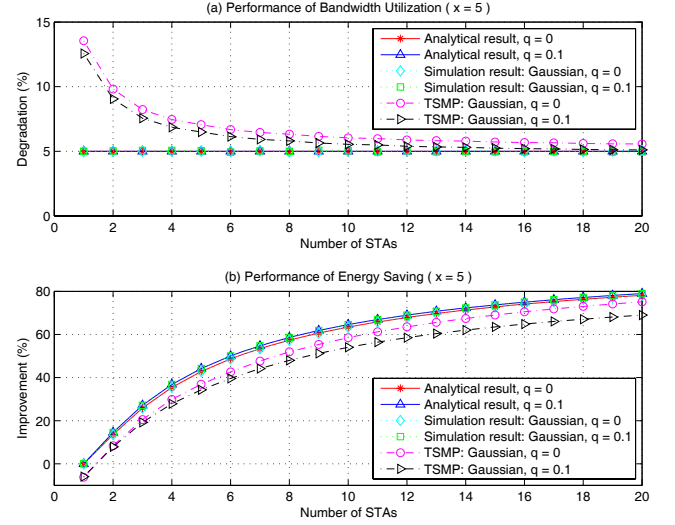 (a) Performance of Bandwidth Utilization ( x = 5 )
15
10
5
0
Degradation (%)
Analytical result, q = 0
Analytical result, q = 0.1
Simulation result: Gaussian, q = 0
Simulation result: Gaussian, q = 0.1
TSMP: Gaussian, q = 0
TSMP: Gaussian, q = 0.1
0 2 4 6 8 10 12 14 16 18 20
Number of STAs
(b) Performance of Energy Saving ( x = 5 )
80
60
40
20
0
Improvement (%)
Analytical result, q = 0
Analytical result, q = 0.1
Simulation result: Gaussian, q = 0
Simulation result: Gaussian, q = 0.1
TSMP: Gaussian, q = 0
TSMP: Gaussian, q = 0.1
0 2 4 6 8 10 12 14 16 18 20
Number of STAs